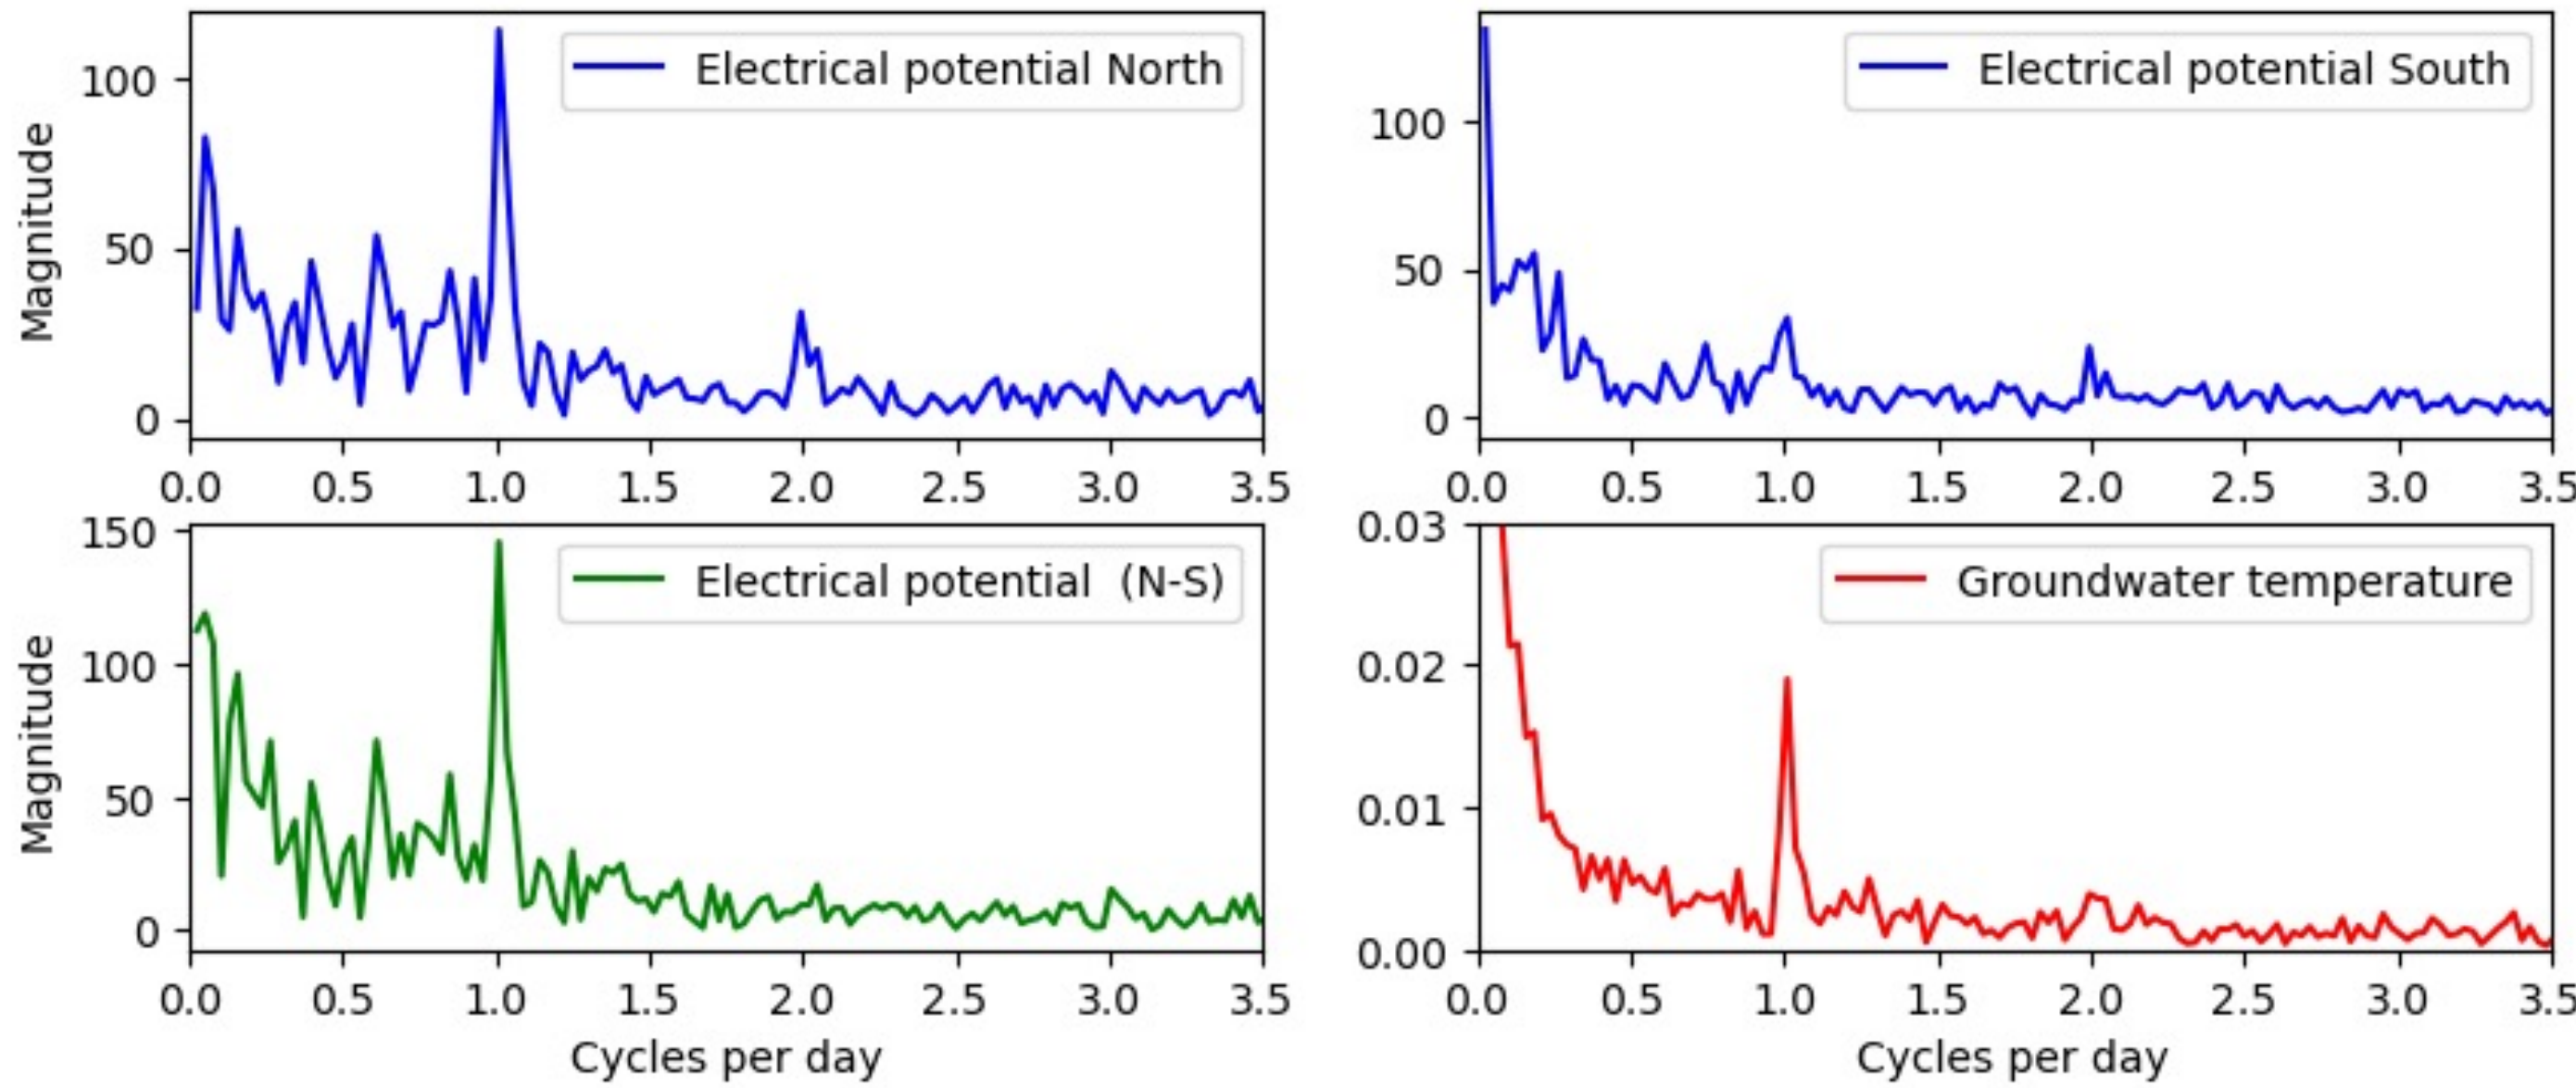 Magnitude
100
50
0
Electrical potential North
0.0 0.5 1.0 1.5 2.0 2.5 3.0 3.5
100
50
0
Electrical potential South
0.0 0.5 1.0 1.5 2.0 2.5 3.0 3.5
Magnitude
150
100
50
0
Electrical potential (N-S)
0.0 0.5 1.0 1.5 2.0 2.5 3.0 3.5
Cycles per day
0.03
0.02
0.01
0.00
Groundwater temperature
0.0 0.5 1.0 1.5 2.0 2.5 3.0 3.5
Cycles per day